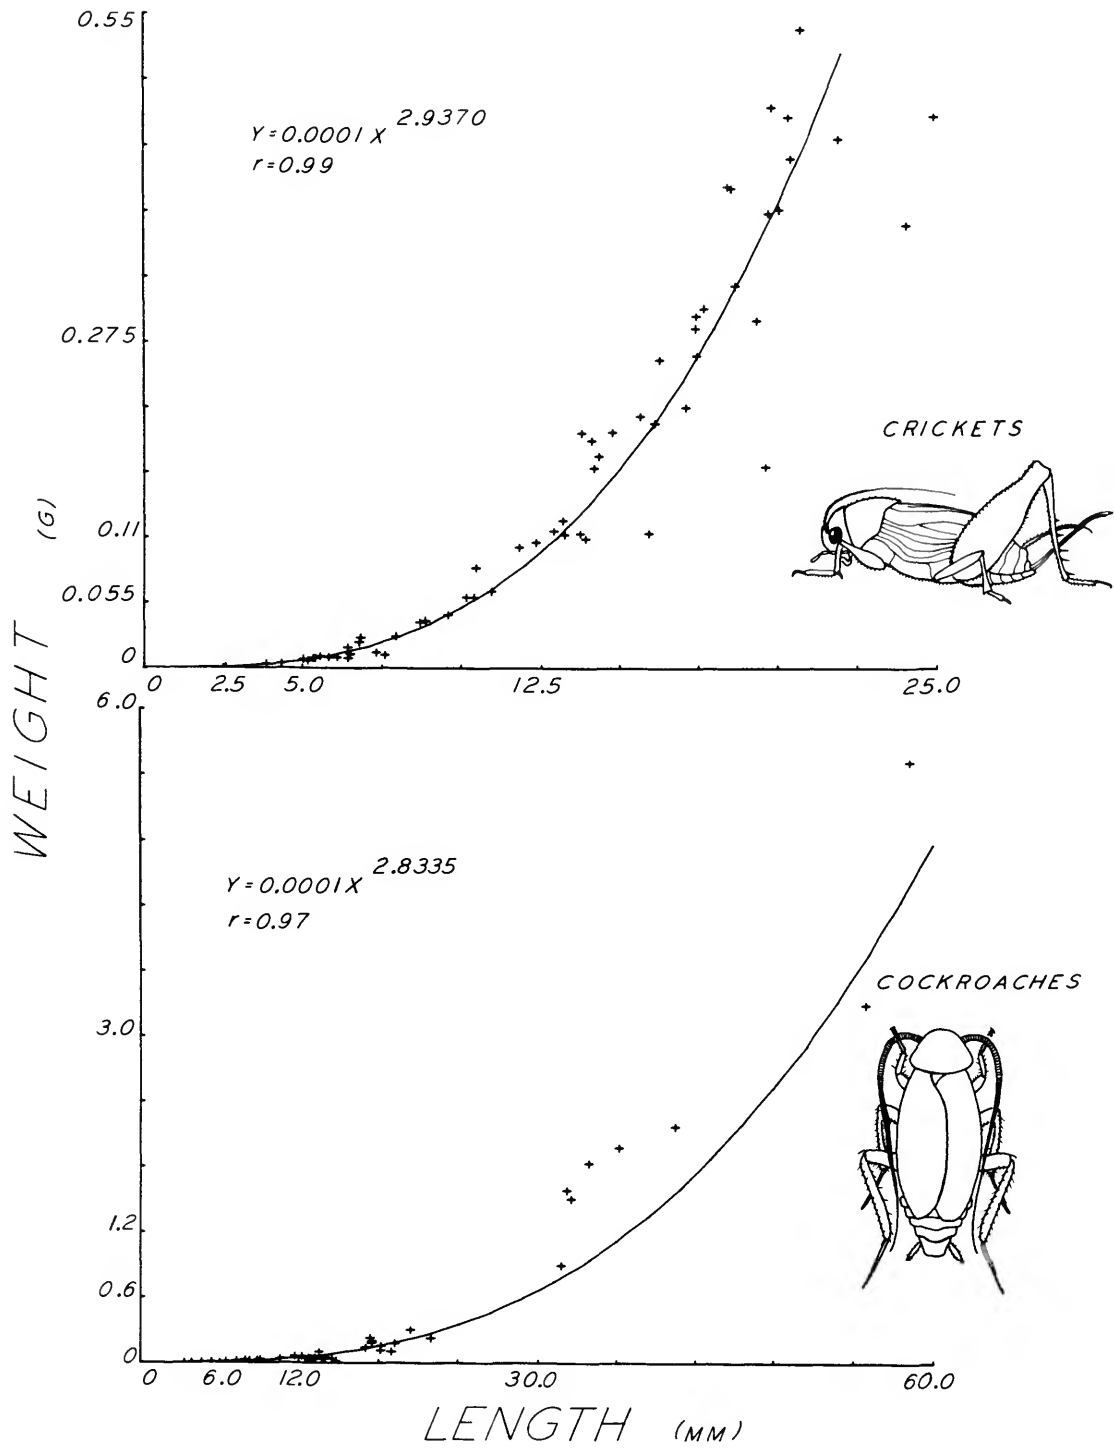 0.55
Y=0.0001X^2.9370
r=0.99
0.275
CRICKETS
0.11
0.055
0
0 2.5 5.0 12.5 25.0
WEIGHT (G)
6.0
Y=0.0001X^2.8335
r=0.97
COCKROACHES
3.0
1.2
0.6
0
0 6.0 12.0 30.0 60.0
LENGTH (MM)